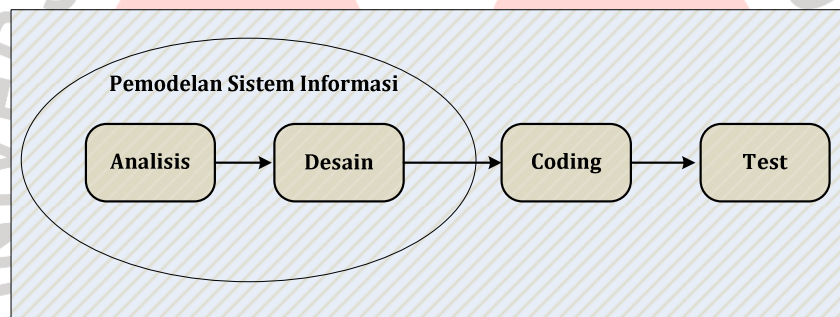 Pemodelan Sistem Informasi
Analisis
Desain
Coding
Test